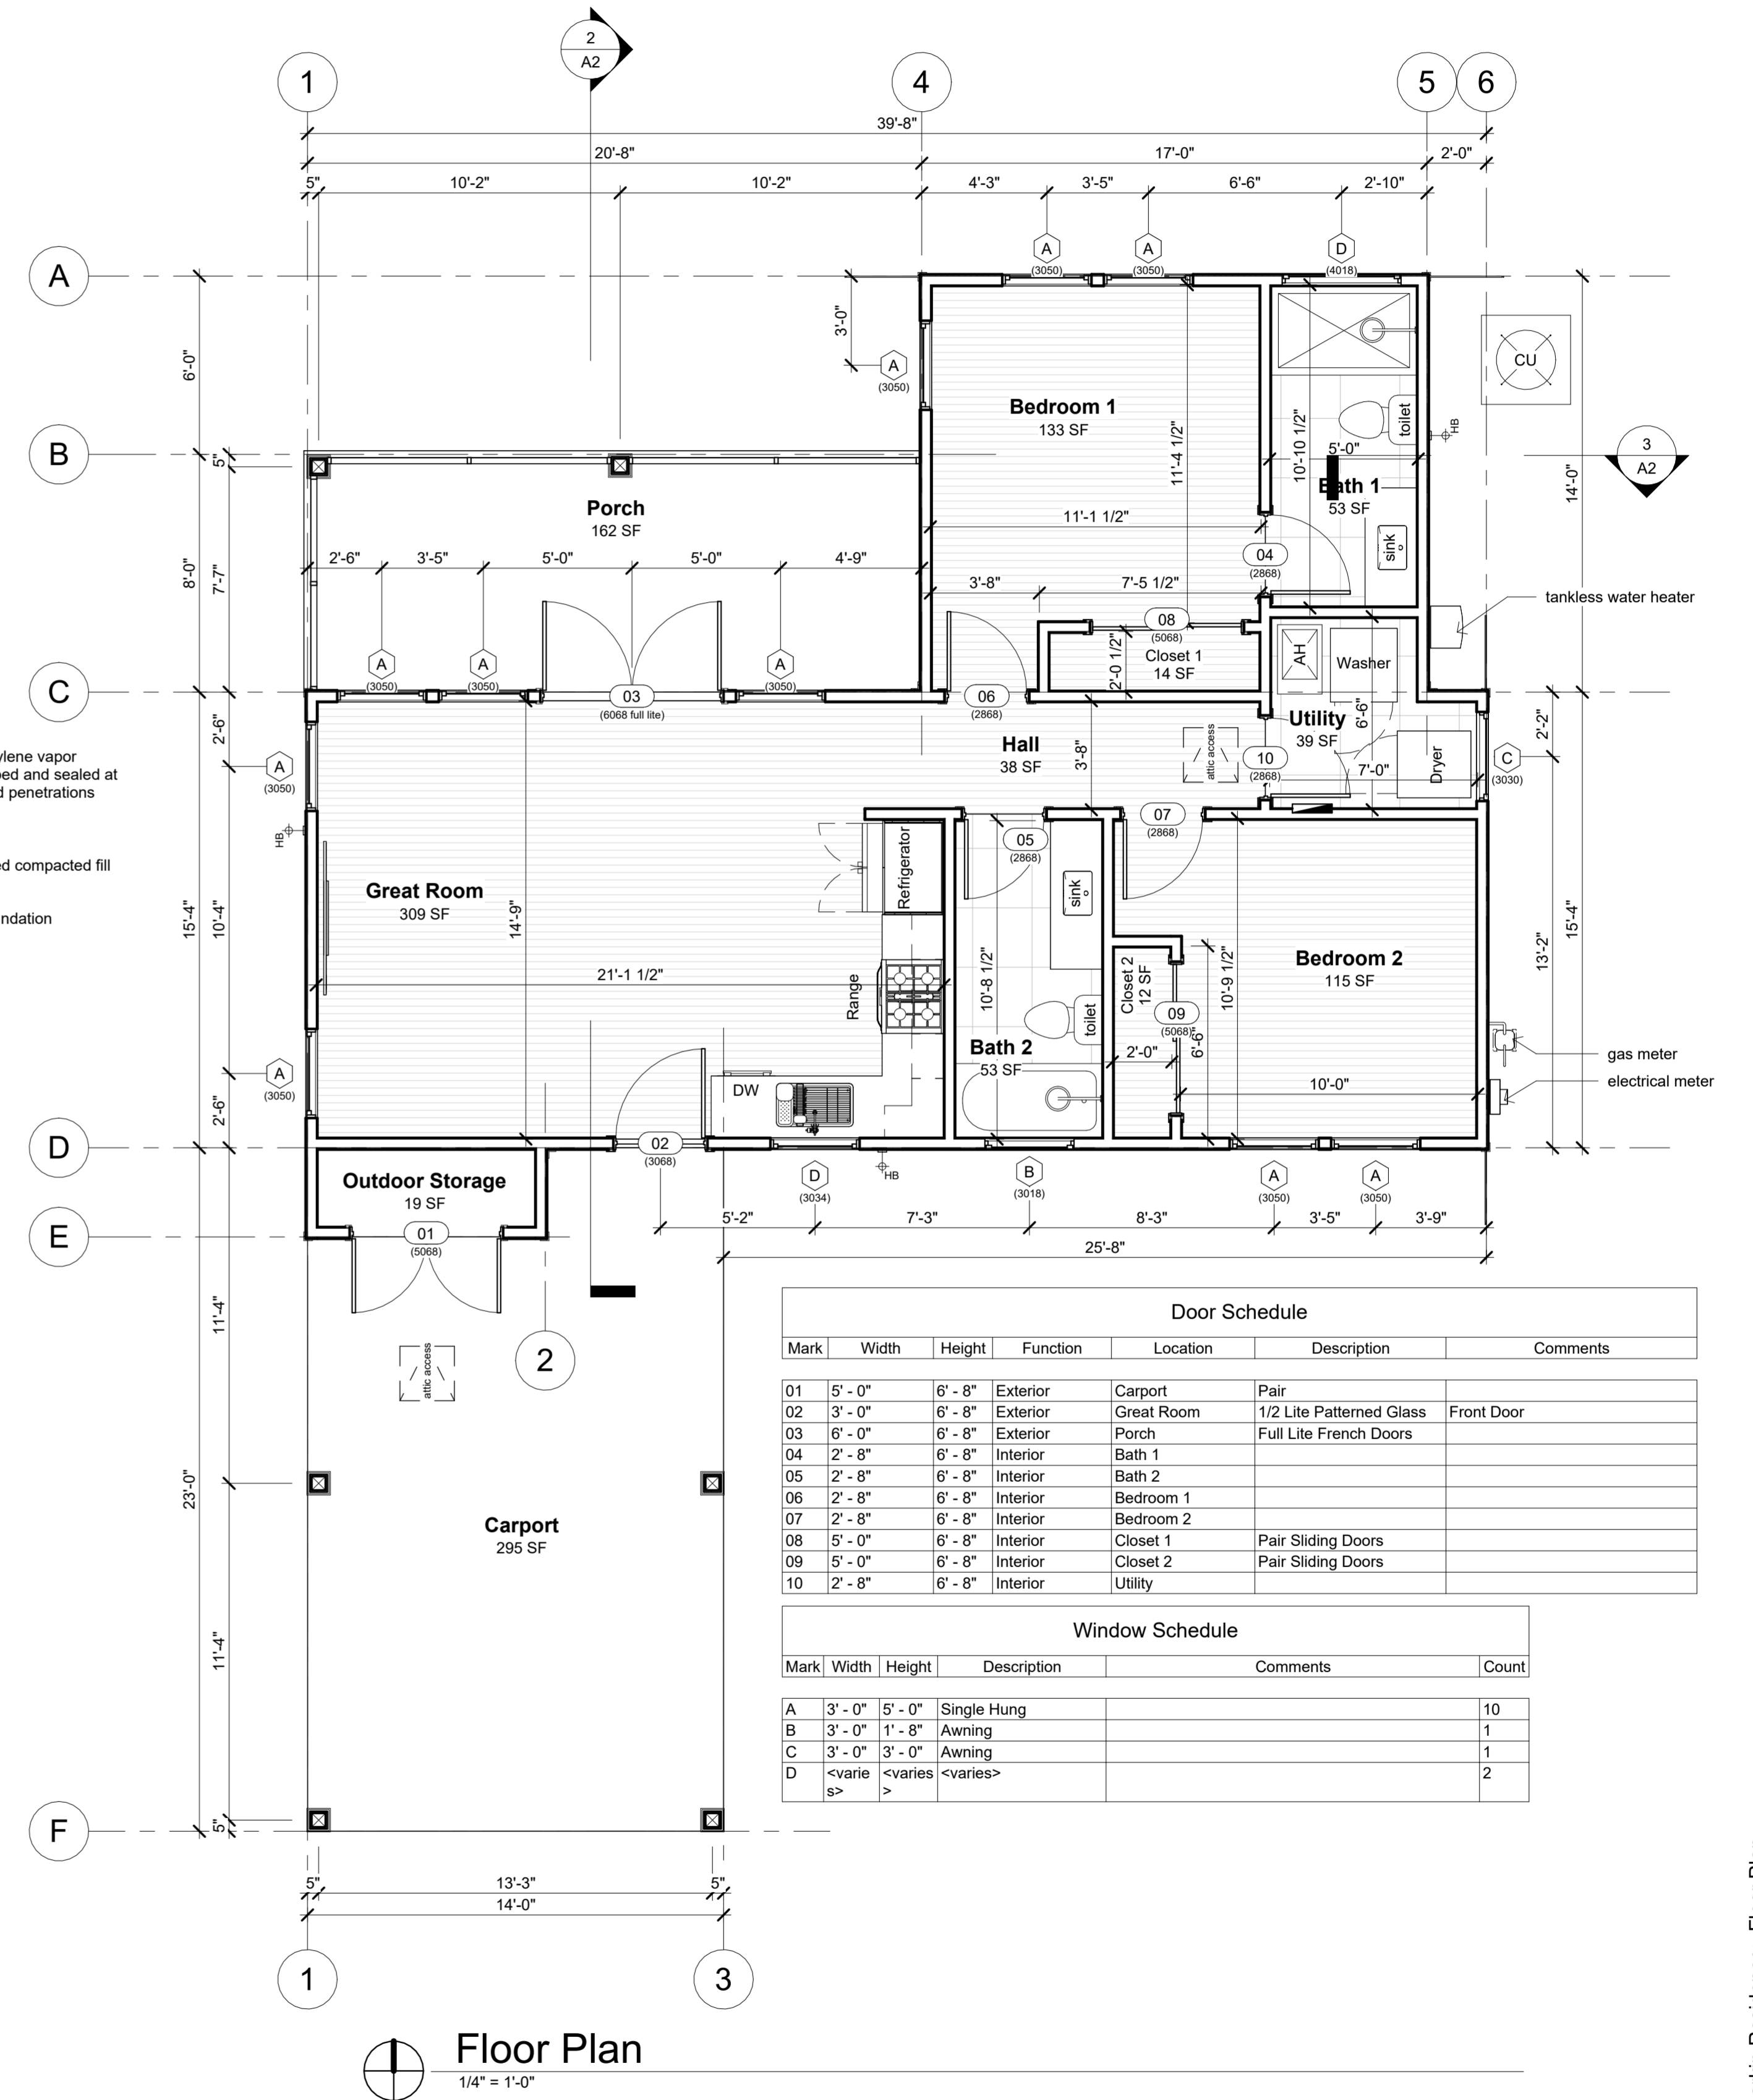 2
A2
1
4
5
6
39'-8"
20'-8"
17'-0"
2'-0"
5"
10'-2"
10'-2"
4'-3"
3'-5"
6'-6"
2'-10"
A
(3050)
A
(3050)
D
(4018)
A
6'-0"
3'-0"
A
(3050)
CU
Bedroom 1
133 SF
11'-4 1/2"
10'-10 1/2"
toilet
HB
5'-0"
3
A2
14'-0"
B
5"
Bath 1
53 SF
Porch
162 SF
11'-1 1/2"
sink
04
(2868)
8'-0"
7'-7"
2'-6"
3'-5"
5'-0"
5'-0"
4'-9"
3'-8"
7'-5 1/2"
tankless water heater
08
(5068)
Closet 1
14 SF
2'-0 1/2"
AH
Washer
A
(3050)
A
(3050)
A
(3050)
C
03
(6068 full lite)
06
(2868)
Utility
39 SF
6'-6"
2'-6"
2'-2"
Hall
38 SF
3'-8"
attic access
10
(2868)
7'-0"
Dryer
C
(3030)
A
(3050)
HB
07
(2868)
05
(2868)
Refrigerator
sink
ed compacted fill
Great Room
309 SF
15'-4"
10'-4"
14'-9"
21'-1 1/2"
Range
10'-8 1/2"
Closet 2
12 SF
10'-9 1/2"
Bedroom 2
115 SF
13'-2"
15'-4"
09
(5068)
6'-6"
2'-0"
toilet
Bath 2
53 SF
gas meter
electrical meter
10'-0"
A
(3050)
2'-6"
DW
D
02
(3068)
HB
D
(3034)
B
(3018)
A
(3050)
A
(3050)
Outdoor Storage
19 SF
5'-2"
7'-3"
8'-3"
3'-5"
3'-9"
E
01
(5068)
25'-8"
11'-4"
2
attic access
23'-0"
Carport
295 SF
11'-4"
F
5"
5"
13'-3"
5"
14'-0"
1
3
Door Schedule
Mark Width Height Function Location Description Comments
01 5' - 0" 6' - 8" Exterior Carport Pair
02 3' - 0" 6' - 8" Exterior Great Room 1/2 Lite Patterned Glass Front Door
03 6' - 0" 6' - 8" Exterior Porch Full Lite French Doors
04 2' - 8" 6' - 8" Interior Bath 1
05 2' - 8" 6' - 8" Interior Bath 2
06 2' - 8" 6' - 8" Interior Bedroom 1
07 2' - 8" 6' - 8" Interior Bedroom 2
08 5' - 0" 6' - 8" Interior Closet 1 Pair Sliding Doors
09 5' - 0" 6' - 8" Interior Closet 2 Pair Sliding Doors
10 2' - 8" 6' - 8" Interior Utility
Window Schedule
Mark Width Height Description Comments Count
A 3' - 0" 5' - 0" Single Hung 10
B 3' - 0" 1' - 8" Awning 1
C 3' - 0" 3' - 0" Awning 1
D <varie <varies <varies> 2
s> >
Floor Plan
1/4" = 1'-0"
ylene vapor
ed and sealed at
d penetrations
ndation